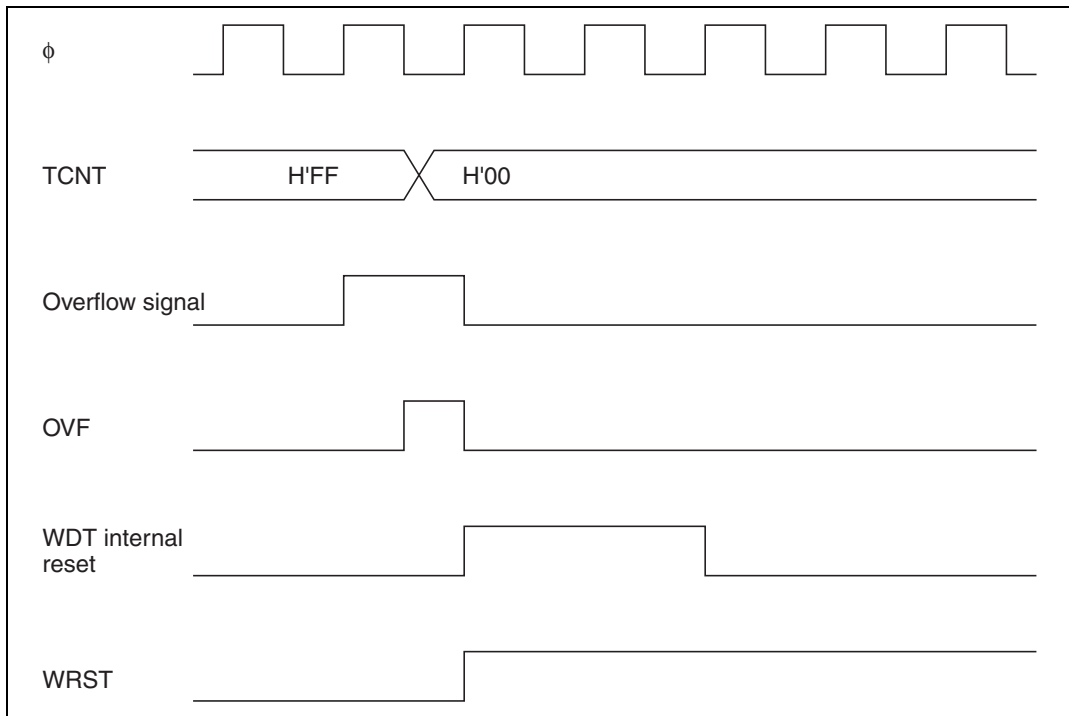 ϕ
TCNT
H'FF
H'00
Overflow signal
OVF
WDT internal
reset
WRST